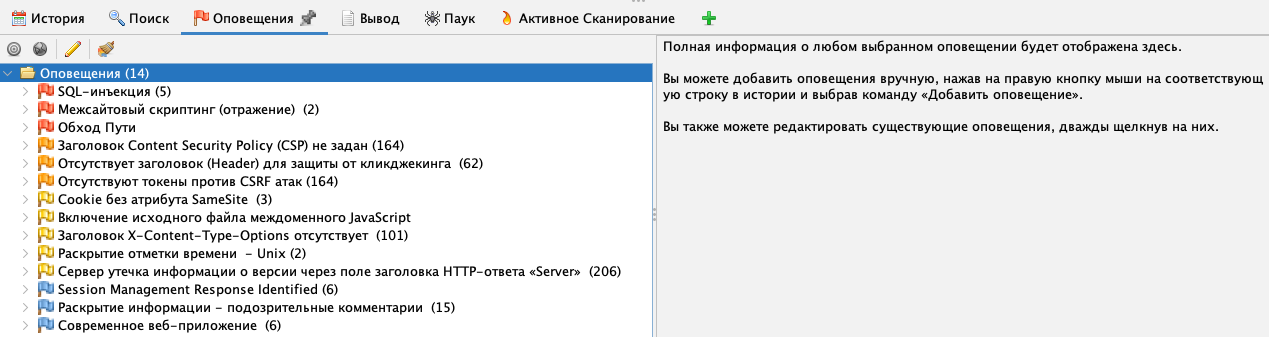 История
Поиск
Оповещения
Вывод
Паук
Активное Сканирование
Оповещения (14)
SQL-инъекция (5)
Межсайтовый скриптинг (отражение) (2)
Обход Пути
Заголовок Content Security Policy (CSP) не задан (164)
Отсутствует заголовок (Header) для защиты от кликджекинга (62)
Отсутствуют токены против CSRF атак (164)
Cookie без атрибута SameSite (3)
Включение исходного файла междоменного JavaScript
Заголовок X-Content-Type-Options отсутствует (101)
Раскрытие отметки времени - Unix (2)
Сервер утечка информации о версии через поле заголовка HTTP-ответа «Server» (206)
Session Management Response Identified (6)
Раскрытие информации - подозрительные комментарии (15)
Современное веб-приложение (6)
Полная информация о любом выбранном оповещении будет отображена здесь.
Вы можете добавить оповещения вручную, нажав на правую кнопку мыши на соответствующ
ую строку в истории и выбрав команду «Добавить оповещение».
Вы также можете редактировать существующие оповещения, дважды щелкнув на них.